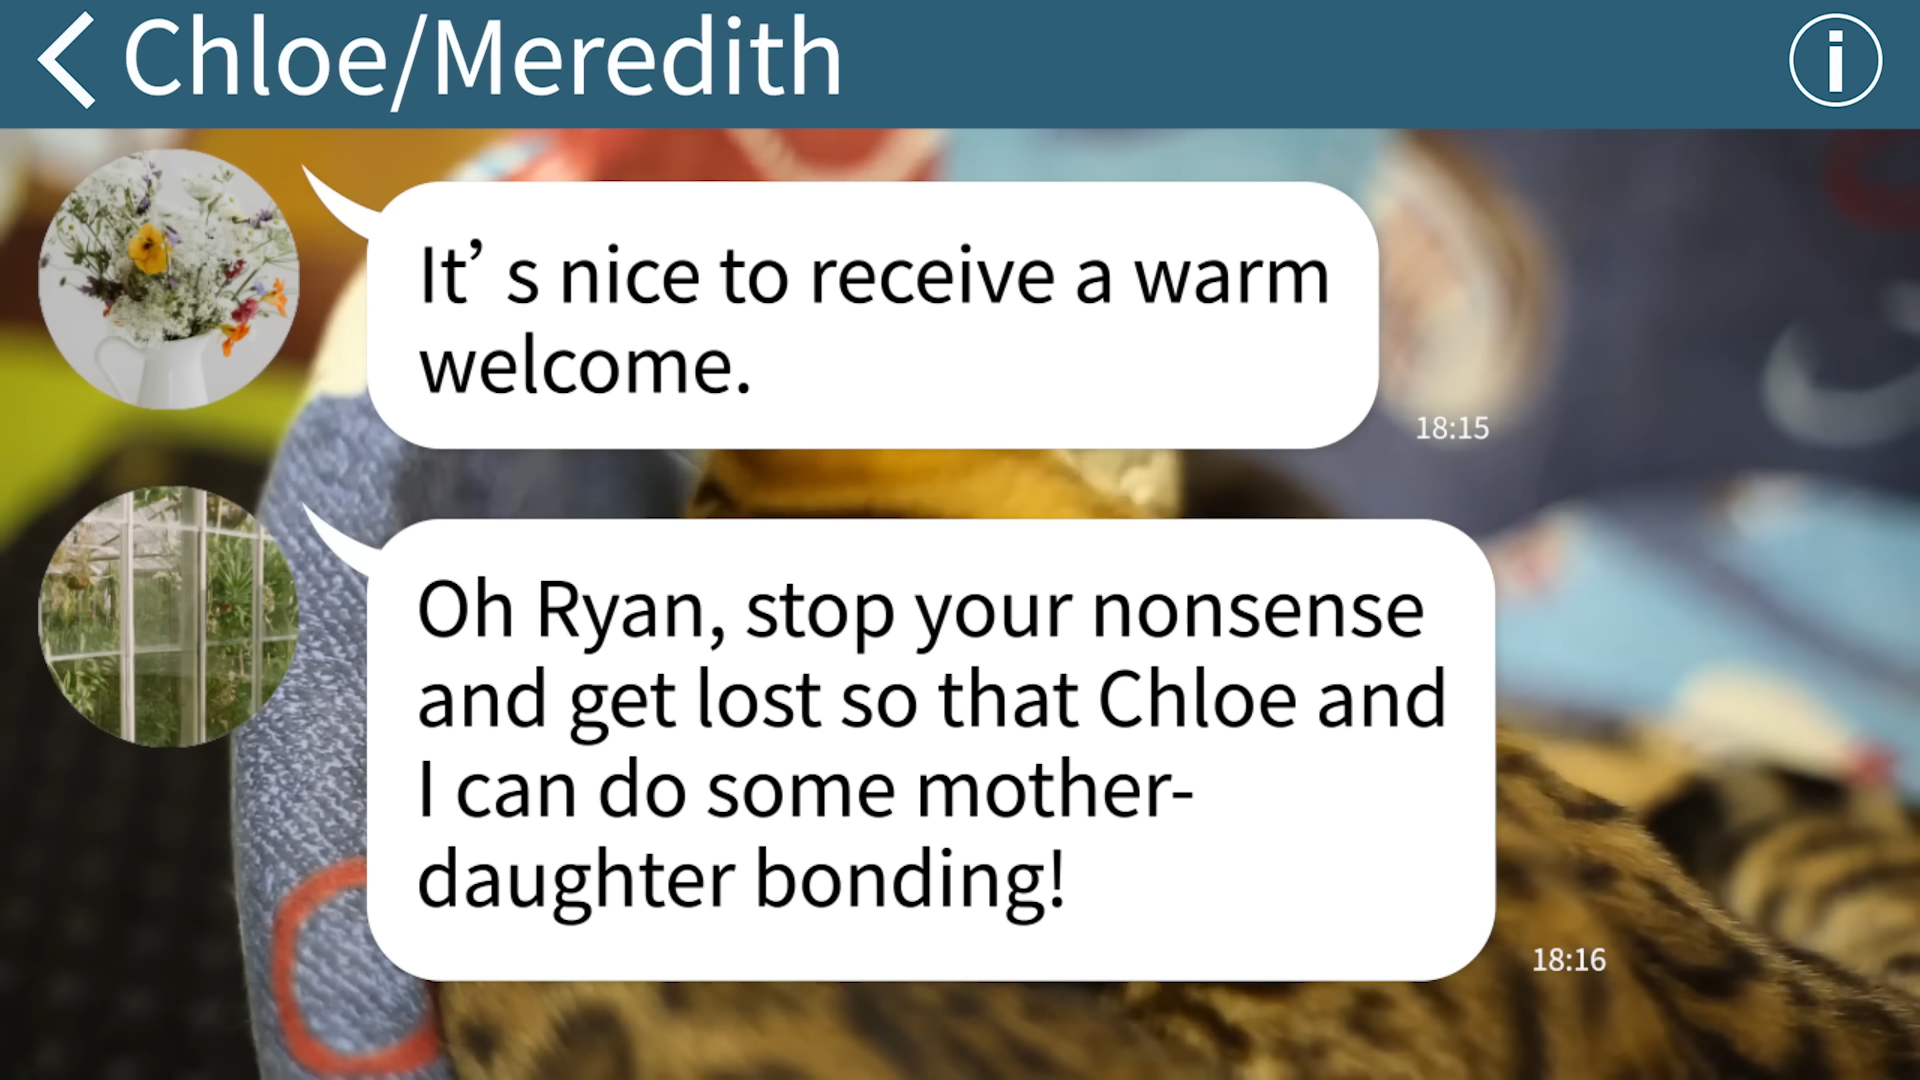 Chloe/Meredith
It’s nice to receive a warm
welcome.
18:15
Oh Ryan, stop your nonsense
and get lost so that Chloe and
I can do some mother-
daughter bonding!
18:16